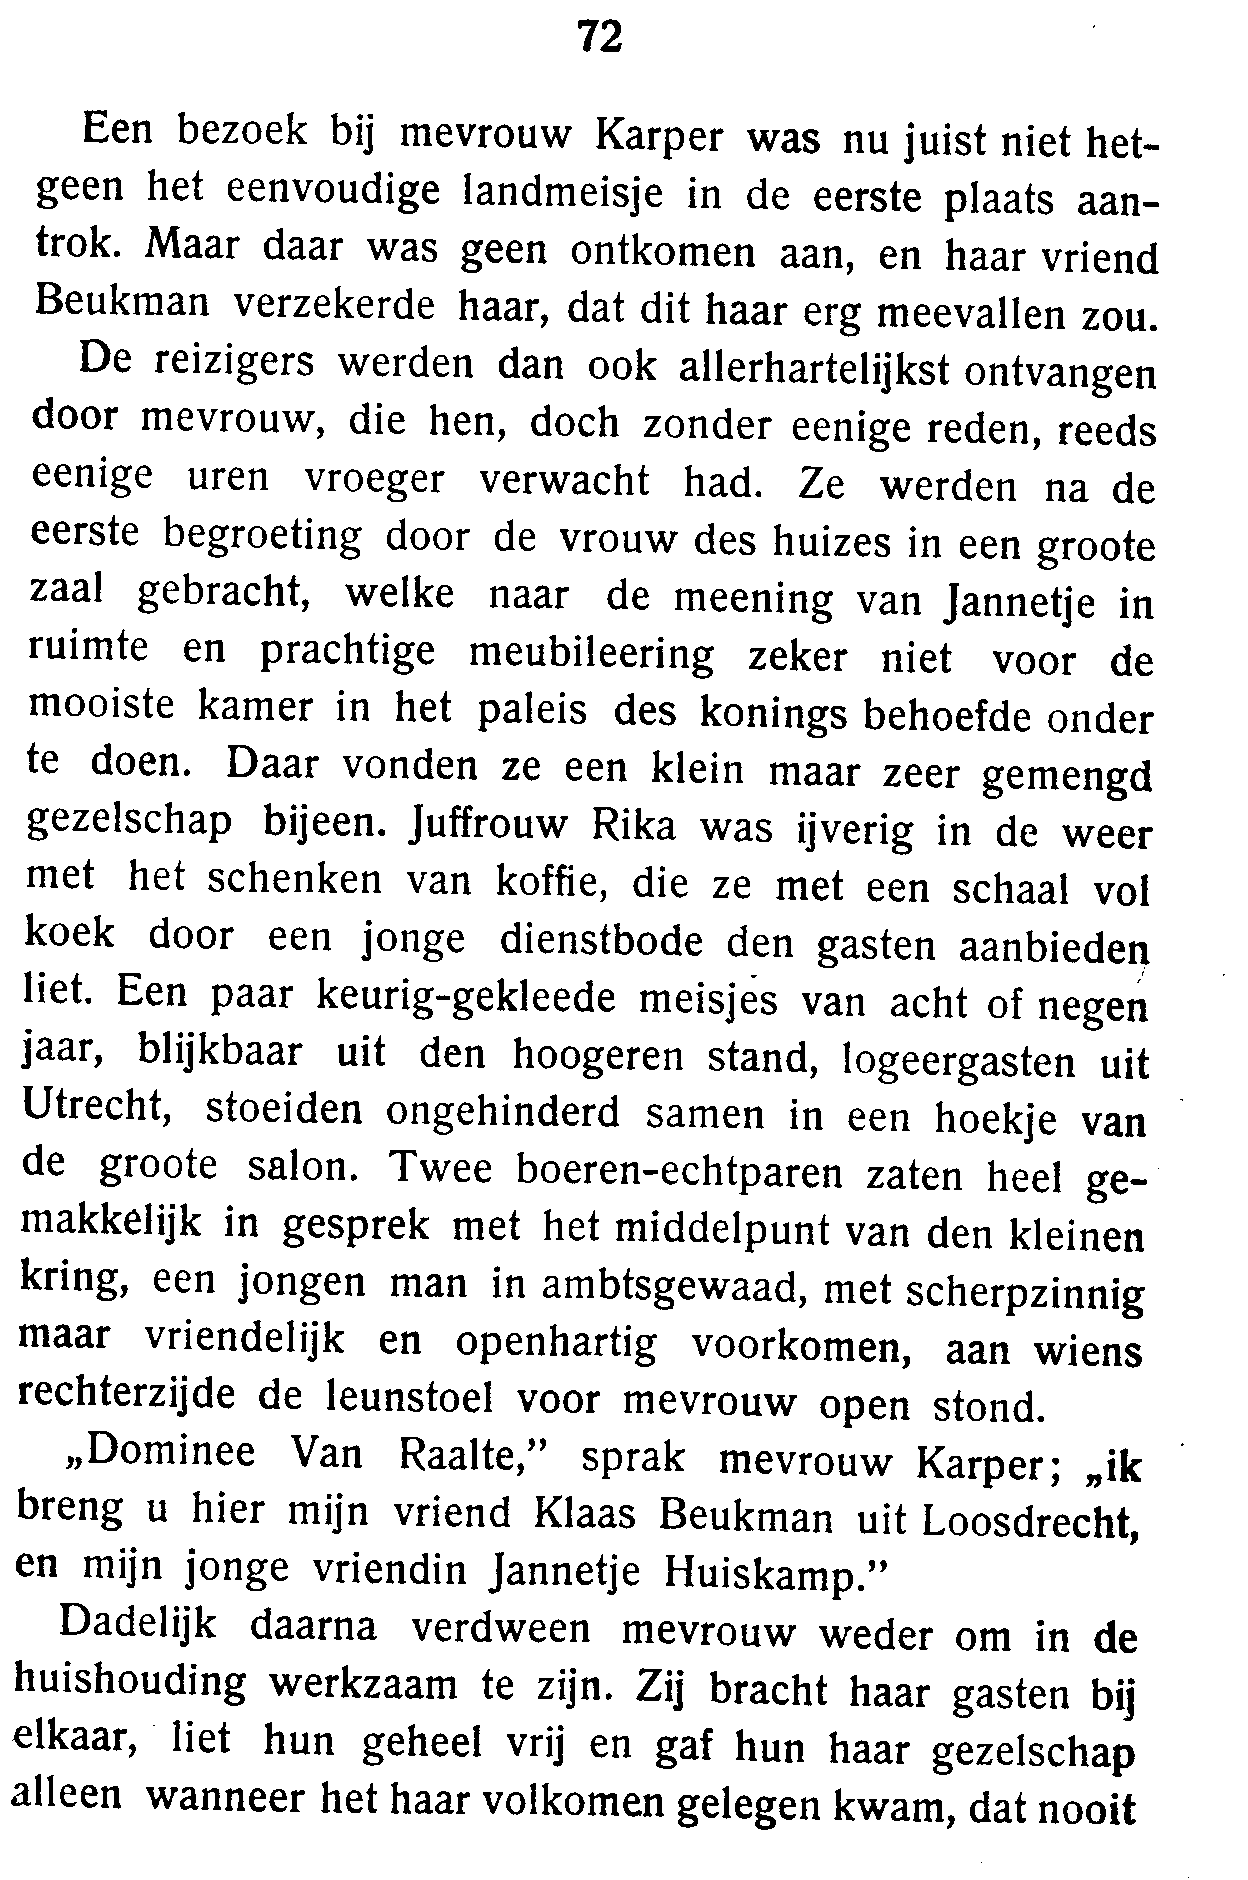 72
Een bezoek bij mevrouw Karper was nu juist niet het-
geen het eenvoudige landmeisje in de eerste plaats aan-
trok. Maar daar was geen ontkomen aan, en haar vriend
Beukman verzekerde haar, dat dit haar erg meevallen zou.
De reizigers werden dan ook allerhartelijkst ontvangen
door mevrouw, die hen, doch zonder eenige reden, reeds
eenige uren vroeger verwacht had. Ze werden na de
eerste begroeting door de vrouw des huizes in een groote
zaal gebracht, welke naar de meening van Jannetje in
ruimte en prachtige meubileering zeker niet voor de
mooiste kamer in het paleis des konings behoefde onder
te doen. Daar vonden ze een klein maar zeer gemengd
gezelschap bijeen. Juffrouw Rika was ijverig in de weer
met het schenken van koffie, die ze met een schaal vol
koek door een jonge dienstbode den gasten aanbieden
liet. Een paar keurig-gekleede meisjes van acht of negen
jaar, blijkbaar uit den hoogeren stand, logeergasten uit
Utrecht, stoeiden ongehinderd samen in een hoekje van
de groote salon. Twee boeren-echtparen zaten heel ge-
makkelijk in gesprek met het middelpunt van den kleinen
kring, een jongen man in ambtsgewaad, met scherpzinnig
maar vriendelijk en openhartig voorkomen, aan wiens
rechterzijde de leunstoel voor mevrouw open stond.
„Dominee Van Raalte,” sprak mevrouw Karper; „ik
breng u hier mijn vriend Klaas Beukman uit Loosdrecht,
en mijn jonge vriendin Jannetje Huiskamp.”
Dadelijk daarna verdween mevrouw weder om in de
huishouding werkzaam te zijn. Zij bracht haar gasten bij
elkaar, liet hun geheel vrij en gaf hun haar gezelschap
alleen wanneer het haar volkomen gelegen kwam, dat nooit